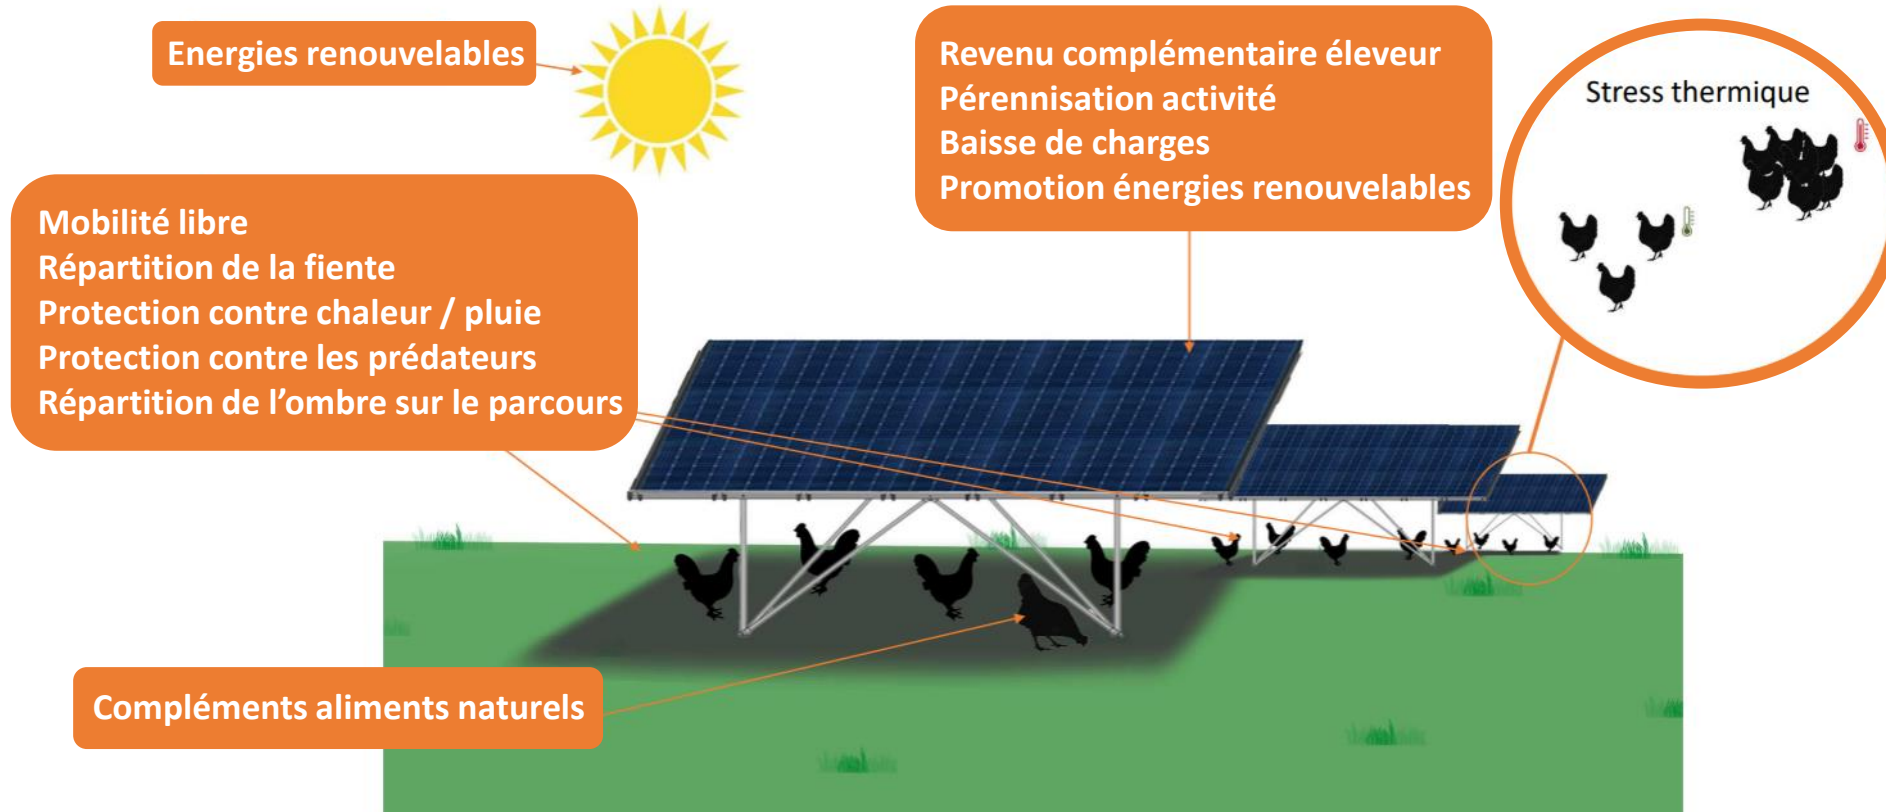 Energies renouvelables
Revenu complémentaire éleveur
Pérennisation activité
Baisse de charges
Promotion énergies renouvelables
Stress thermique
Mobilité libre
Répartition de la fiente
Protection contre chaleur / pluie
Protection contre les prédateurs
Répartition de l’ombre sur le parcours
Compléments aliments naturels